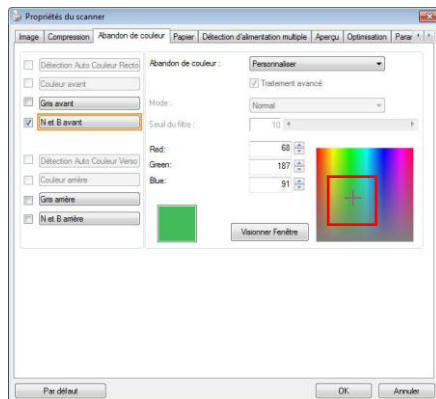 Propriétés du scanner
Image Compression Abandon de couleur Papier Détection d'alimentation multiple Aperçu Optimisation Parar
Détection Auto Couleur Recto
Couleur avant
Gris avant
N et B avant
Détection Auto Couleur Verso
Couleur arrière
Gris arrière
N et B arrière
Abandon de couleur : Personnaliser
Traitement avancé
Mode : Normal
Seuil du filtre : 10
Red: 68
Green: 187
Blue: 91
Visionner Fenêtre
Par défaut OK Annuler